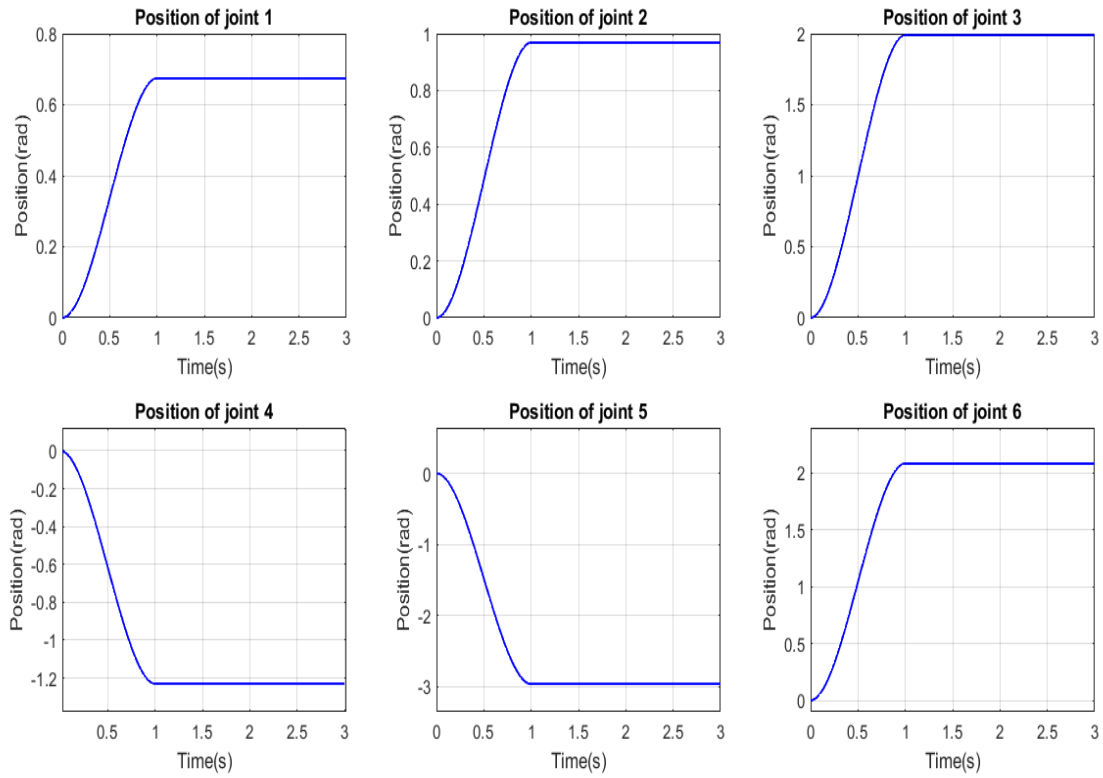 Position of joint 1
Position(rad)
0.8
0.6
0.4
0.2
0
0 0.5 1 1.5 2 2.5 3
Time(s)
Position of joint 2
Position(rad)
1
0.8
0.6
0.4
0.2
0
0 0.5 1 1.5 2 2.5 3
Time(s)
Position of joint 3
Position(rad)
2
1.5
1
0.5
0
0 0.5 1 1.5 2 2.5 3
Time(s)
Position of joint 4
Position(rad)
0
-0.2
-0.4
-0.6
-0.8
-1
-1.2
0.5 1 1.5 2 2.5 3
Time(s)
Position of joint 5
Position(rad)
0
-1
-2
-3
0 0.5 1 1.5 2 2.5 3
Time(s)
Position of joint 6
Position(rad)
2
1.5
1
0.5
0
0 0.5 1 1.5 2 2.5 3
Time(s)